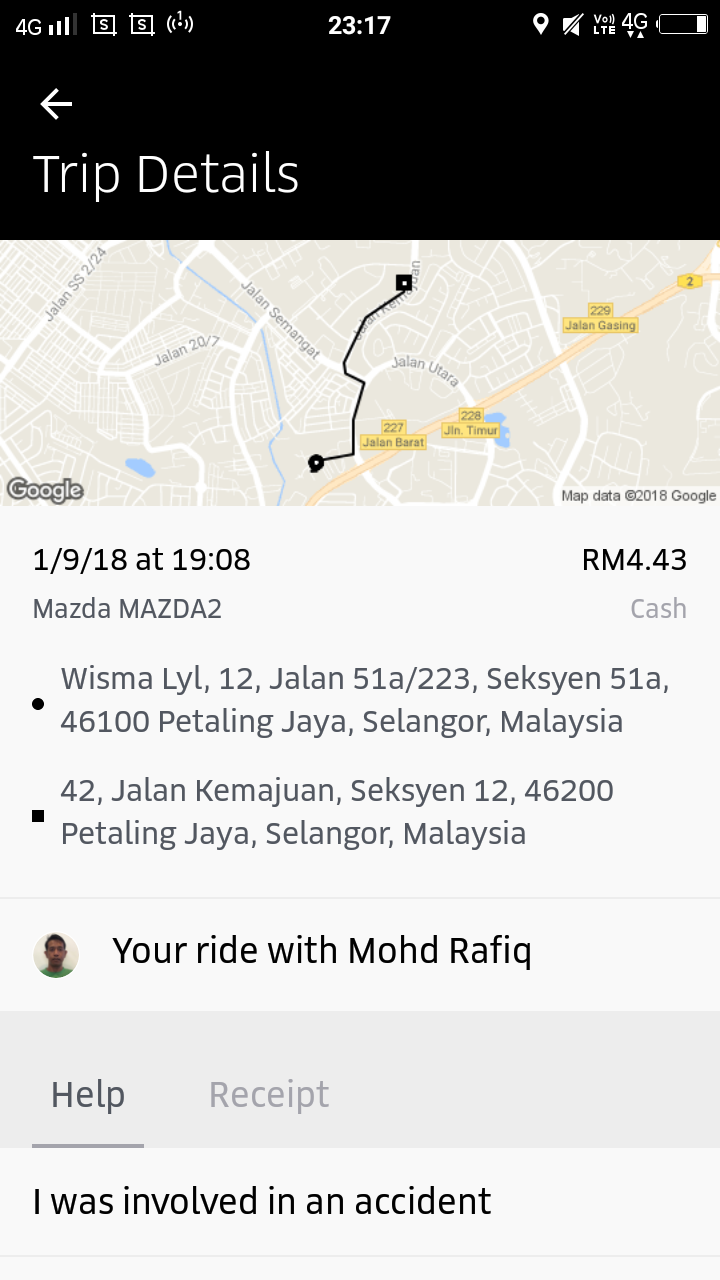 4G S S 23:17 Vo)) LTE 4G
Trip Details
Jalan SS 2/24
Jalan Semangat
Jalan 20/7
Jalan Utara
2
229
Jalan Gasing
228
Jln. Timur
227
Jalan Barat
Google
Map data ©2018 Google
1/9/18 at 19:08 RM4.43
Mazda MAZDA2 Cash
Wisma Lyl, 12, Jalan 51a/223, Seksyen 51a,
46100 Petaling Jaya, Selangor, Malaysia
42, Jalan Kemajuan, Seksyen 12, 46200
Petaling Jaya, Selangor, Malaysia
Your ride with Mohd Rafiq
Help Receipt
I was involved in an accident